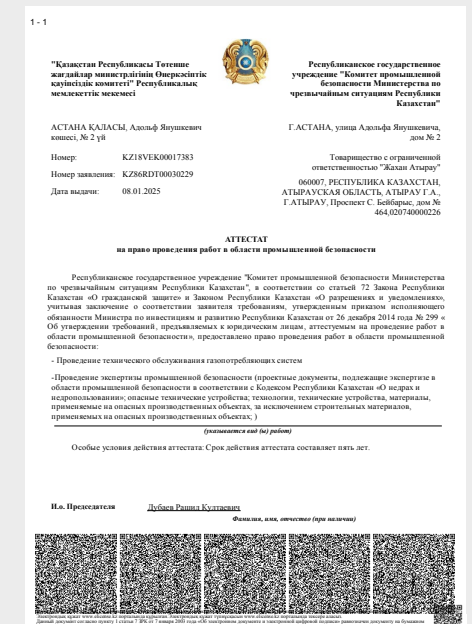 1 - 1
"Қазақстан Республикасы Төтенше
жағдайлар министрлігінің Өнеркәсіптік
қауіпсіздік комитеті" Республикалық
мемлекеттік мекемесі
Республиканское государственное
учреждение "Комитет промышленной
безопасности Министерства по
чрезвычайным ситуациям Республики
Казахстан"
АСТАНА ҚАЛАСЫ, Адольф Янушкевич
көшесі, № 2 үй
Г.АСТАНА, улица Адольфа Янушкевича,
дом № 2
Номер: KZ18VEK00017383
Номер заявления: KZ86RDT00030229
Дата выдачи: 08.01.2025
Товарищество с ограниченной
ответственностью "Жахан Атырау"
060007, РЕСПУБЛИКА КАЗАХСТАН,
АТЫРАУСКАЯ ОБЛАСТЬ, АТЫРАУ Г.А.,
Г.АТЫРАУ, Проспект С. Бейбарыс, дом №
464,020740000226
АТТЕСТАТ
на право проведения работ в области промышленной безопасности
Республиканское государственное учреждение "Комитет промышленной безопасности Министерства
по чрезвычайным ситуациям Республики Казахстан", в соответствии со статьей 72 Закона Республики
Казахстан «О гражданской защите» и Законом Республики Казахстан «О разрешениях и уведомлениях»,
учитывая заключение о соответствии заявителя требованиям, утвержденным приказом исполняющего
обязанности Министра по инвестициям и развитию Республики Казахстан от 26 декабря 2014 года № 299 «
Об утверждении требований, предъявляемых к юридическим лицам, аттестуемым на проведение работ в
области промышленной безопасности», предоставлено право проведения работ в области промышленной
безопасности:
- Проведение технического обслуживания газопотребляющих систем
-Проведение экспертизы промышленной безопасности (проектные документы, подлежащие экспертизе в
области промышленной безопасности в соответствии с Кодексом Республики Казахстан «О недрах и
недропользовании»; опасные технические устройства; технологии, технические устройства, материалы,
применяемые на опасных производственных объектах, за исключением строительных материалов,
применяемых на опасных производственных объектах; )
(указывается вид (ы) работ)
Особые условия действия аттестата: Срок действия аттестата составляет пять лет.
И.о. Председателя Дубаев Рашид Култаевич
Фамилия, имя, отчество (при наличии)